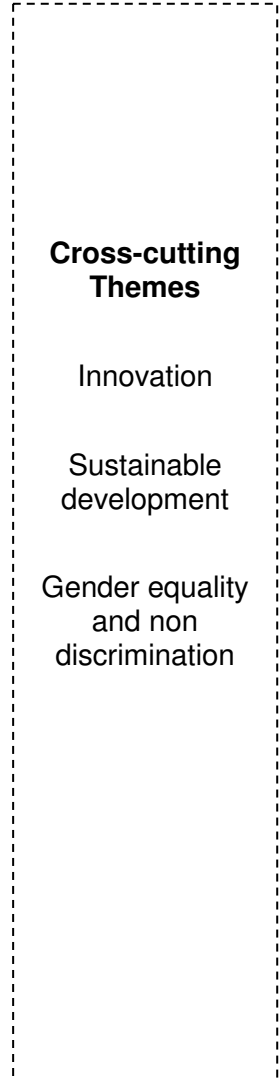 Cross-cutting
Themes
Innovation
Sustainable
development
Gender equality
and non
discrimination